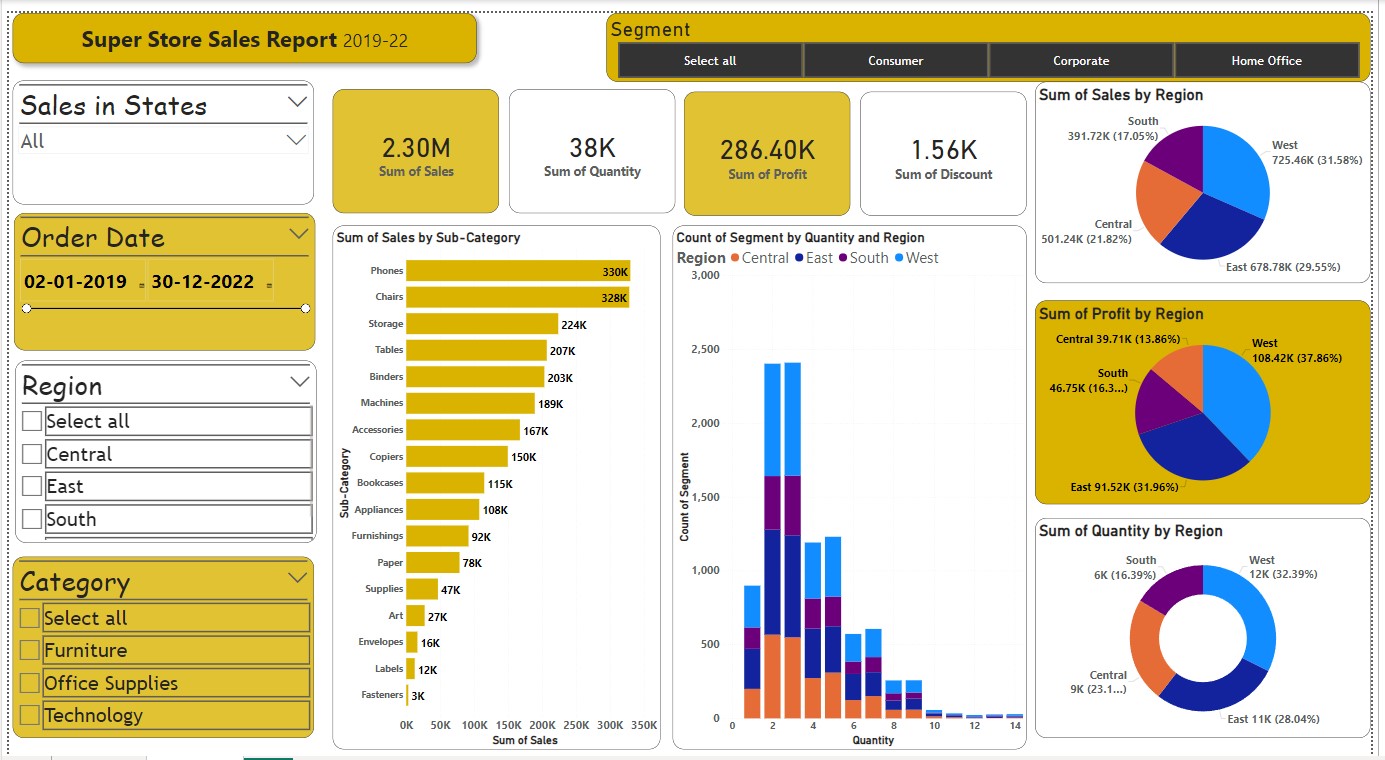 Super Store Sales Report 2019-22
Segment
Select all
Consumer
Corporate
Home Office
Sales in States
All
Order Date
02-01-2019
30-12-2022
Region
Select all
Central
East
South
Category
Select all
Furniture
Office Supplies
Technology
2.30M
Sum of Sales
38K
Sum of Quantity
286.40K
Sum of Profit
1.56K
Sum of Discount
Sum of Sales by Sub-Category
Sub-Category
Phones 330K
Chairs 328K
Storage 224K
Tables 207K
Binders 203K
Machines 189K
Accessories 167K
Copiers 150K
Bookcases 115K
Appliances 108K
Furnishings 92K
Paper 78K
Supplies 47K
Art 27K
Envelopes 16K
Labels 12K
Fasteners 3K
0K 50K 100K 150K 200K 250K 300K 350K
Sum of Sales
Count of Segment by Quantity and Region
Region Central East South West
Count of Segment
3,000
2,500
2,000
1,500
1,000
500
0
0 2 4 6 8 10 12 14
Quantity
Sum of Sales by Region
South
391.72K (17.05%)
West
725.46K (31.58%)
Central
501.24K (21.82%)
East 678.78K (29.55%)
Sum of Profit by Region
Central 39.71K (13.86%)
West
108.42K (37.86%)
South
46.75K (16.3...)
East 91.52K (31.96%)
Sum of Quantity by Region
South
6K (16.39%)
West
12K (32.39%)
Central
9K (23.1...)
East 11K (28.04%)